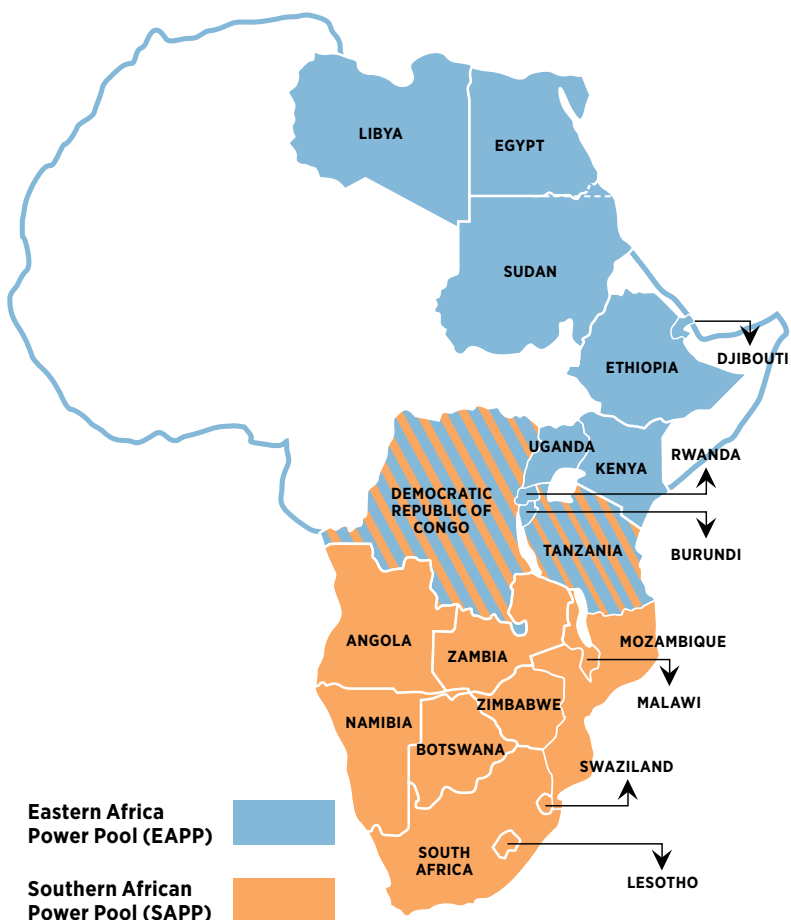 LIBYA
EGYPT
SUDAN
ETHIOPIA
DJIBOUTI
UGANDA
KENYA
RWANDA
DEMOCRATIC
REPUBLIC OF
CONGO
TANZANIA
BURUNDI
ANGOLA
ZAMBIA
MOZAMBIQUE
MALAWI
NAMIBIA
ZIMBABWE
BOTSWANA
SWAZILAND
SOUTH
AFRICA
LESOTHO
Eastern Africa
Power Pool (EAPP)
Southern African
Power Pool (SAPP)